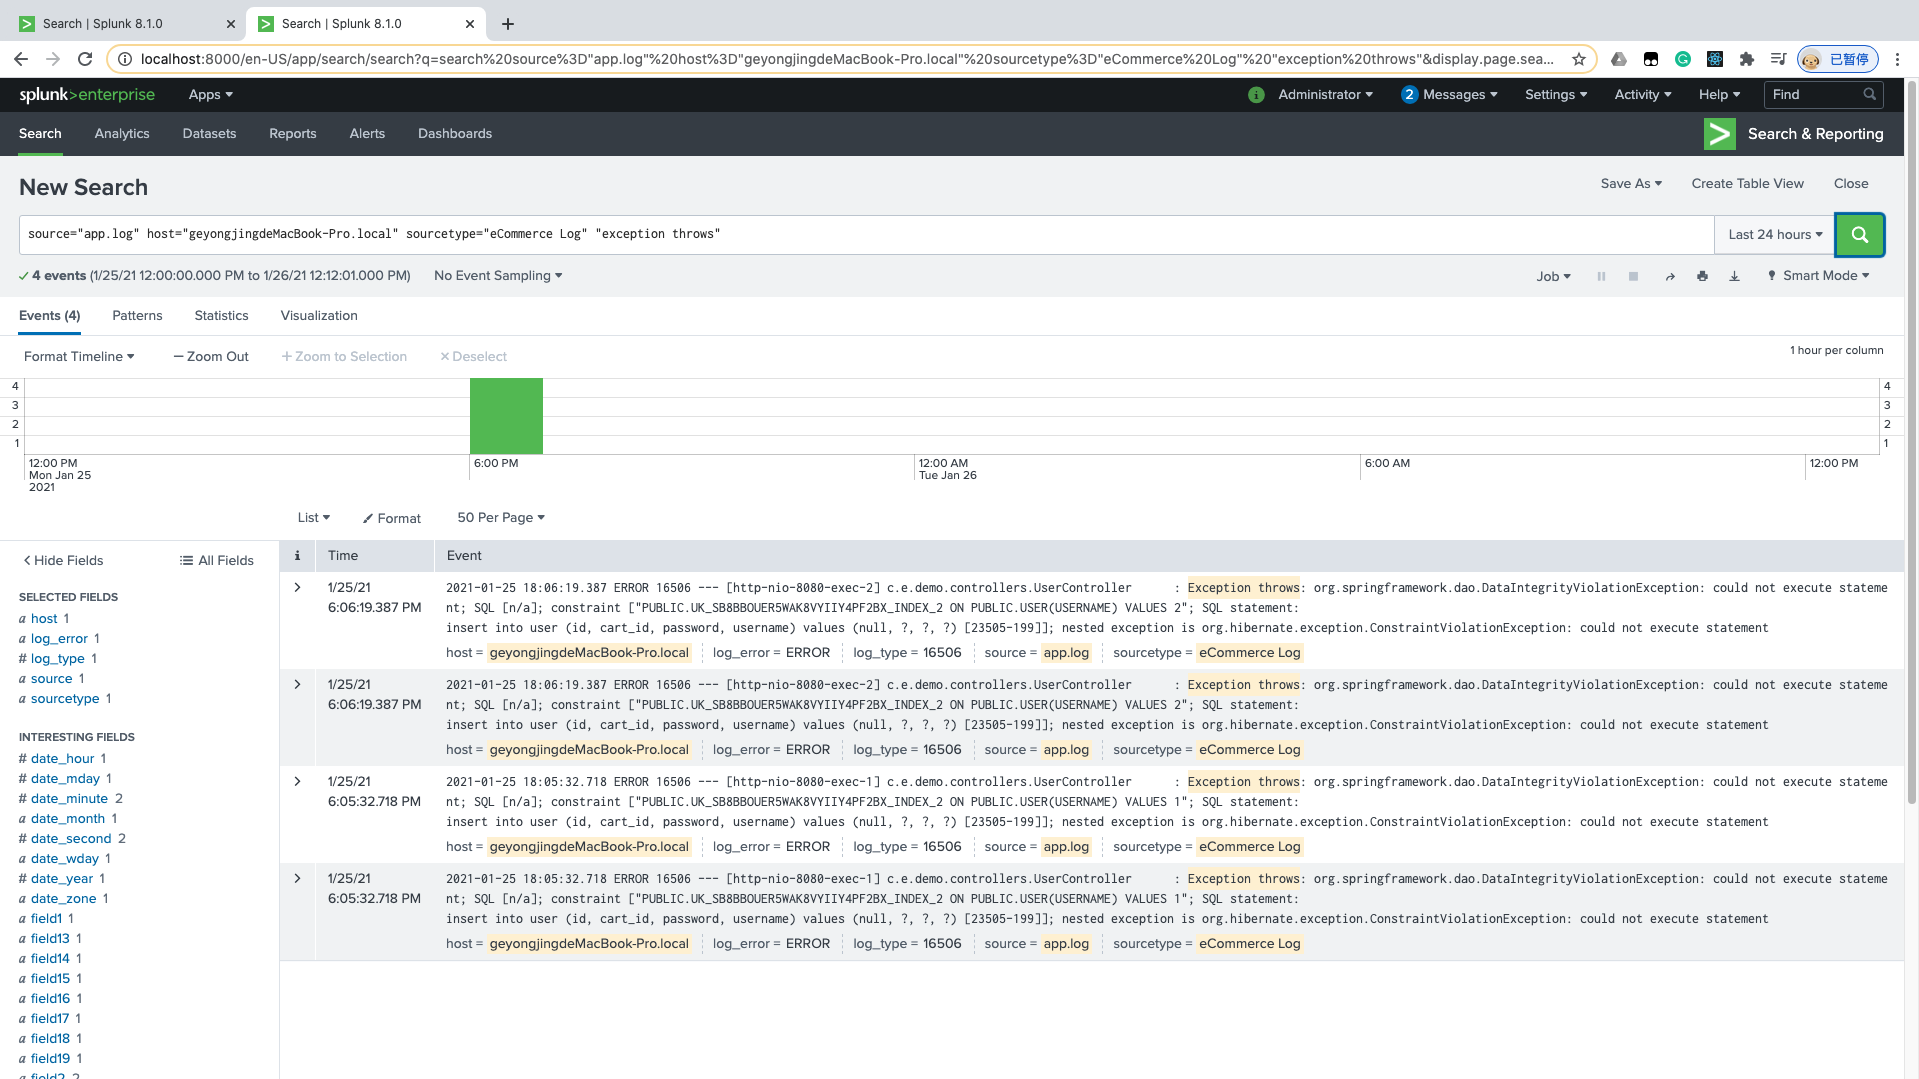 Search | Splunk 8.1.0
Search | Splunk 8.1.0
localhost:8000/en-US/app/search/search?q=search%20source%3D"app.log"%20host%3D"geyongjingdeMacBook-Pro.local"%20sourcetype%3D"eCommerce%20Log"%20"exception%20throws"&display.page.sea...
已暂停
splunk>enterprise Apps
i Administrator 2 Messages Settings Activity Help Find
Search Analytics Datasets Reports Alerts Dashboards
Search & Reporting
New Search
Save As Create Table View Close
source="app.log" host="geyongjingdeMacBook-Pro.local" sourcetype="eCommerce Log" "exception throws"
Last 24 hours
4 events (1/25/21 12:00:00.000 PM to 1/26/21 12:12:01.000 PM) No Event Sampling
Job Smart Mode
Events (4) Patterns Statistics Visualization
Format Timeline — Zoom Out + Zoom to Selection × Deselect
1 hour per column
4 4
3 3
2 2
1 1
12:00 PM 6:00 PM 12:00 AM 6:00 AM 12:00 PM
Mon Jan 25 Tue Jan 26
2021
List Format 50 Per Page
Hide Fields All Fields
SELECTED FIELDS
a host 1
a log_error 1
# log_type 1
a source 1
a sourcetype 1
INTERESTING FIELDS
# date_hour 1
# date_mday 1
# date_minute 2
a date_month 1
# date_second 2
a date_wday 1
# date_year 1
a date_zone 1
a field1 1
a field13 1
a field14 1
a field15 1
a field16 1
a field17 1
a field18 1
a field19 1
a field2 2
i Time Event
1/25/21
6:06:19.387 PM
2021-01-25 18:06:19.387 ERROR 16506 --- [http-nio-8080-exec-2] c.e.demo.controllers.UserController : Exception throws: org.springframework.dao.DataIntegrityViolationException: could not execute stateme
nt; SQL [n/a]; constraint ["PUBLIC.UK_SB8BBOUER5WAK8VYIIY4PF2BX_INDEX_2 ON PUBLIC.USER(USERNAME) VALUES 2"; SQL statement:
insert into user (id, cart_id, password, username) values (null, ?, ?, ?) [23505-199]]; nested exception is org.hibernate.exception.ConstraintViolationException: could not execute statement
host = geyongjingdeMacBook-Pro.local log_error = ERROR log_type = 16506 source = app.log sourcetype = eCommerce Log
1/25/21
6:06:19.387 PM
2021-01-25 18:06:19.387 ERROR 16506 --- [http-nio-8080-exec-2] c.e.demo.controllers.UserController : Exception throws: org.springframework.dao.DataIntegrityViolationException: could not execute stateme
nt; SQL [n/a]; constraint ["PUBLIC.UK_SB8BBOUER5WAK8VYIIY4PF2BX_INDEX_2 ON PUBLIC.USER(USERNAME) VALUES 2"; SQL statement:
insert into user (id, cart_id, password, username) values (null, ?, ?, ?) [23505-199]]; nested exception is org.hibernate.exception.ConstraintViolationException: could not execute statement
host = geyongjingdeMacBook-Pro.local log_error = ERROR log_type = 16506 source = app.log sourcetype = eCommerce Log
1/25/21
6:05:32.718 PM
2021-01-25 18:05:32.718 ERROR 16506 --- [http-nio-8080-exec-1] c.e.demo.controllers.UserController : Exception throws: org.springframework.dao.DataIntegrityViolationException: could not execute stateme
nt; SQL [n/a]; constraint ["PUBLIC.UK_SB8BBOUER5WAK8VYIIY4PF2BX_INDEX_2 ON PUBLIC.USER(USERNAME) VALUES 1"; SQL statement:
insert into user (id, cart_id, password, username) values (null, ?, ?, ?) [23505-199]]; nested exception is org.hibernate.exception.ConstraintViolationException: could not execute statement
host = geyongjingdeMacBook-Pro.local log_error = ERROR log_type = 16506 source = app.log sourcetype = eCommerce Log
1/25/21
6:05:32.718 PM
2021-01-25 18:05:32.718 ERROR 16506 --- [http-nio-8080-exec-1] c.e.demo.controllers.UserController : Exception throws: org.springframework.dao.DataIntegrityViolationException: could not execute stateme
nt; SQL [n/a]; constraint ["PUBLIC.UK_SB8BBOUER5WAK8VYIIY4PF2BX_INDEX_2 ON PUBLIC.USER(USERNAME) VALUES 1"; SQL statement:
insert into user (id, cart_id, password, username) values (null, ?, ?, ?) [23505-199]]; nested exception is org.hibernate.exception.ConstraintViolationException: could not execute statement
host = geyongjingdeMacBook-Pro.local log_error = ERROR log_type = 16506 source = app.log sourcetype = eCommerce Log